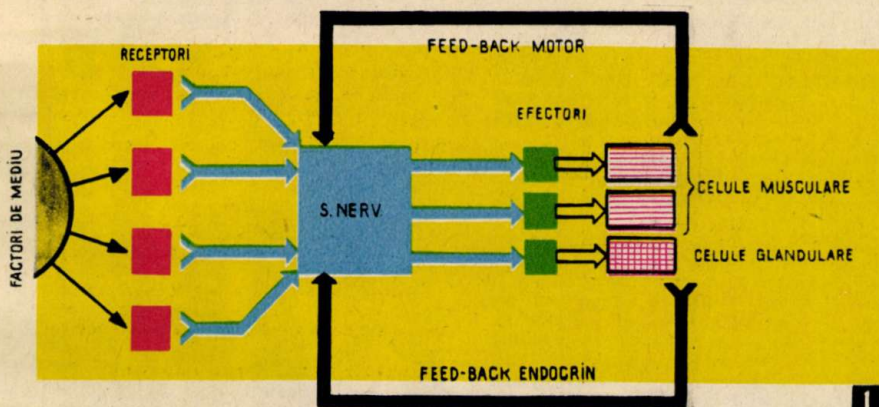 FEED-BACK MOTOR
RECEPTORI
EFECTORI
FACTORI DE MEDIU
S. NERV.
CELULE MUSCULARE
CELULE GLANDULARE
FEED-BACK ENDOCRIN
1